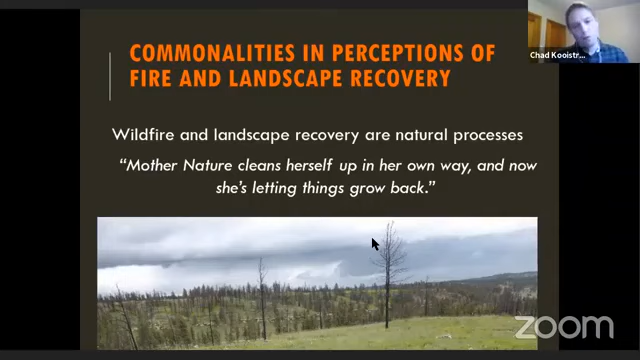 COMMONALITIES IN PERCEPTIONS OF
FIRE AND LANDSCAPE RECOVERY
Chad Kooistr...
Wildfire and landscape recovery are natural processes
“Mother Nature cleans herself up in her own way, and now
she’s letting things grow back.”
zoom